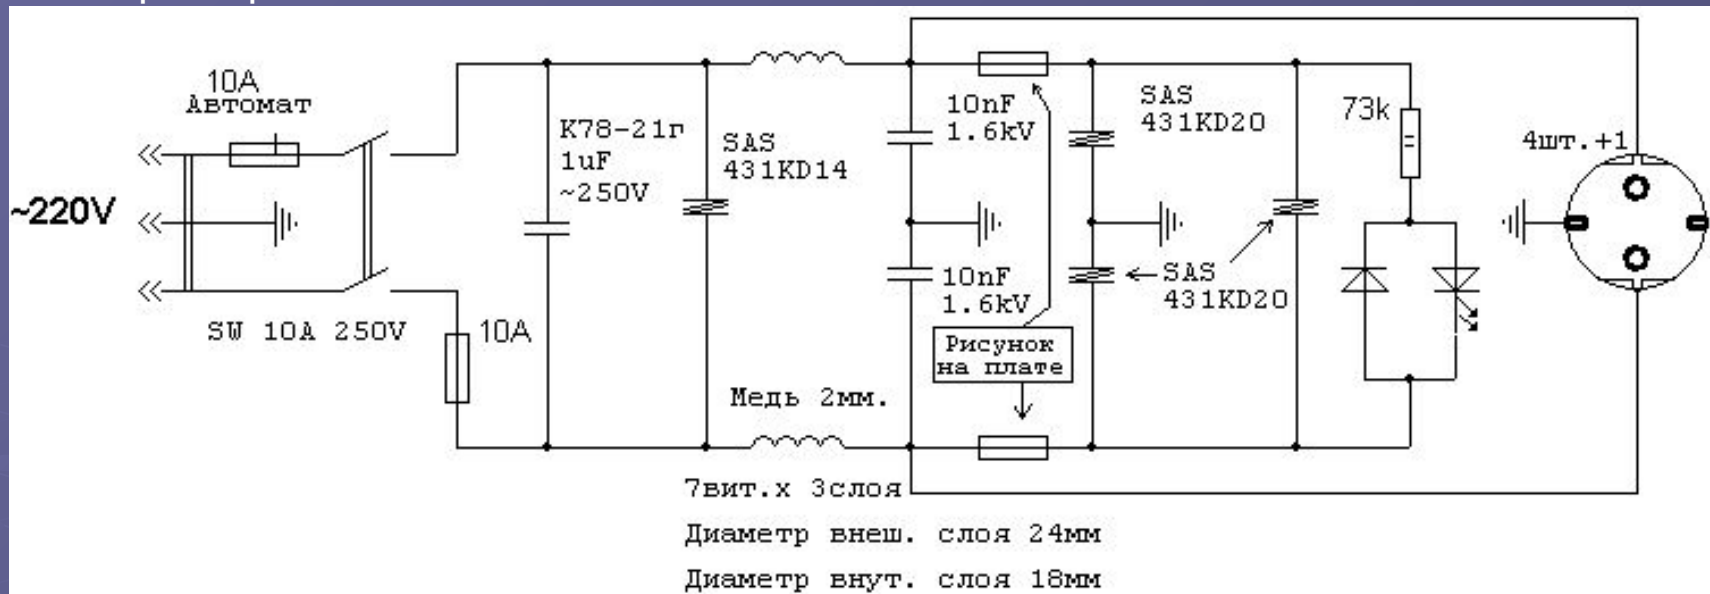 10A
Автомат
~220V
SW 10A 250V
10A
К78-21г
1uF
~250V
SAS
431KD14
10nF
1.6kV
10nF
1.6kV
SAS
431KD20
SAS
431KD20
73k
4шт.+1
Рисунок
на плате
Медь 2мм.
7вит.х 3слоя
Диаметр внеш. слоя 24мм
Диаметр внут. слоя 18мм